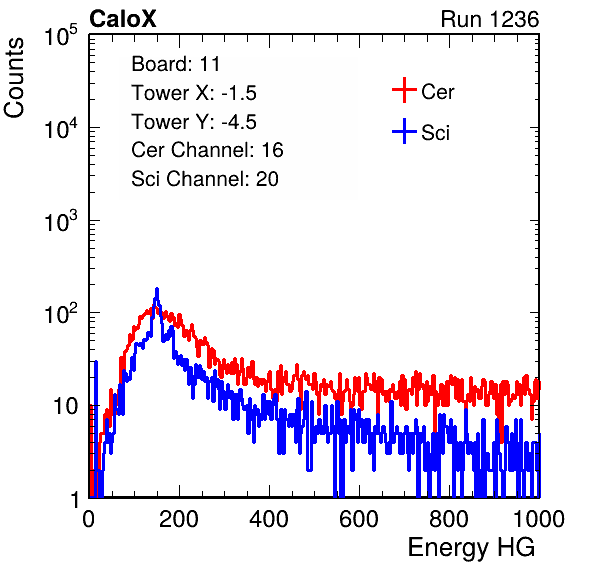 CaloX Run 1236
Counts
10^5
10^4
10^3
10^2
10
1
Board: 11
Tower X: -1.5
Tower Y: -4.5
Cer Channel: 16
Sci Channel: 20
Cer
Sci
0 200 400 600 800 1000
Energy HG